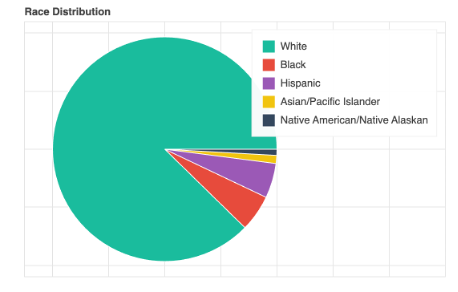 Race Distribution
White
Black
Hispanic
Asian/Pacific Islander
Native American/Native Alaskan